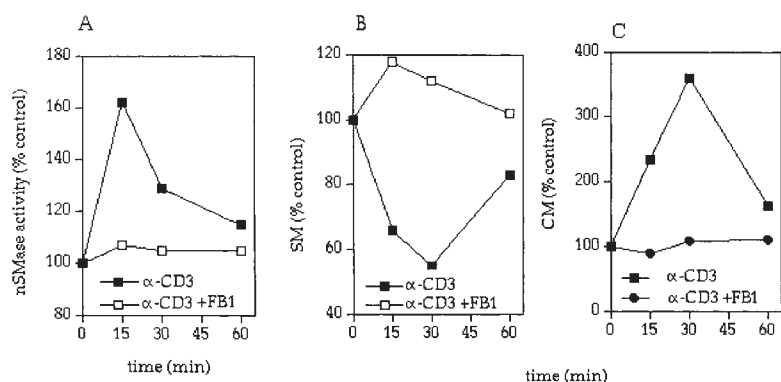 A
nSMase activity (% control)
180
160
140
120
100
80
α-CD3
α-CD3 +FB1
0 15 30 45 60
time (min)
B
SM (% control)
120
100
80
60
40
α-CD3
α-CD3 +FB1
0 15 30 45 60
C
CM (% control)
400
300
200
100
0
α-CD3
α-CD3 +FB1
0 15 30 45 60
time (min)